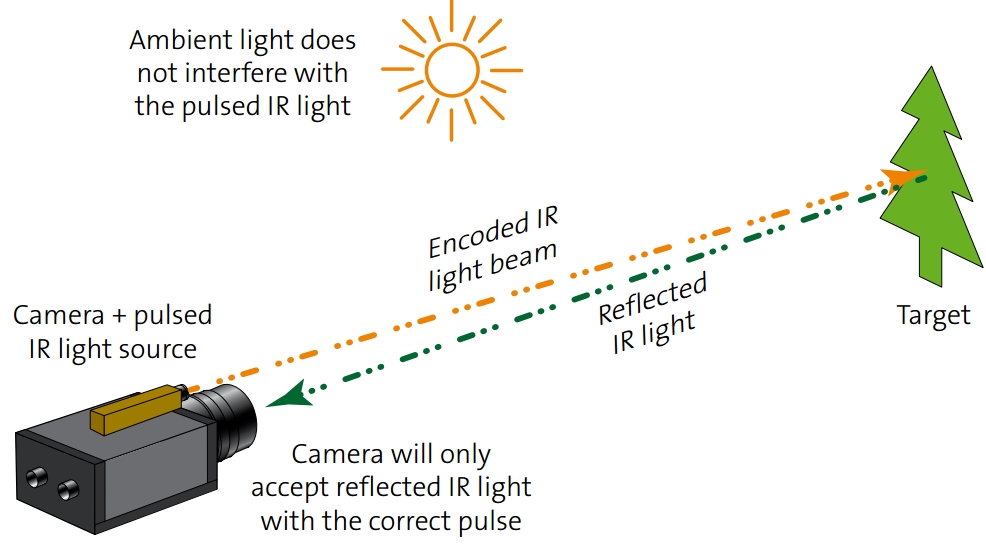 Ambient light does
not interfere with
the pulsed IR light
Encoded IR
light beam
Reflected
IR light
Camera + pulsed
IR light source
Target
Camera will only
accept reflected IR light
with the correct pulse